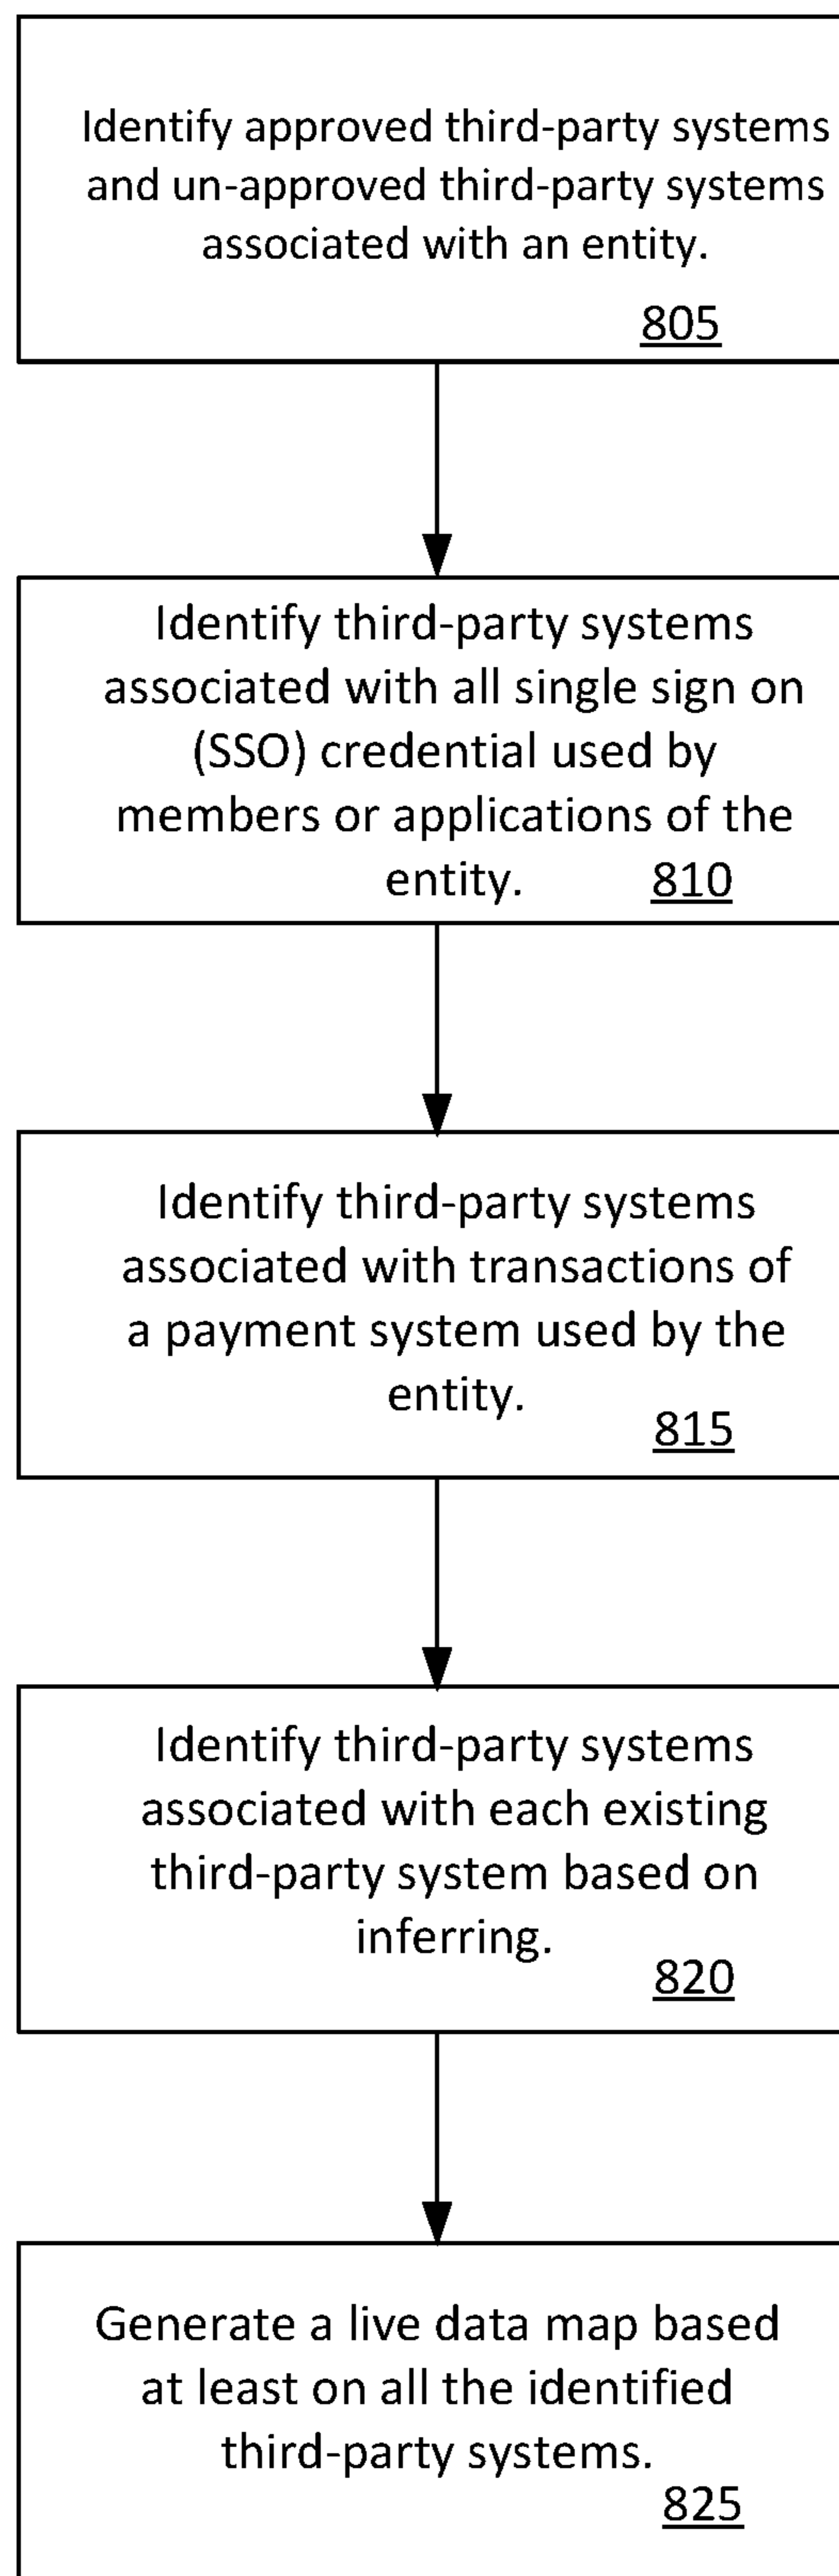 Identify approved third-party systems
and un-approved third-party systems
associated with an entity.
805
Identify third-party systems
associated with all single sign on
(SSO) credential used by
members or applications of the
entity. 810
Identify third-party systems
associated with transactions of
a payment system used by the
entity.
815
Identify third-party systems
associated with each existing
third-party system based on
inferring.
820
Generate a live data map based
at least on all the identified
third-party systems.
825